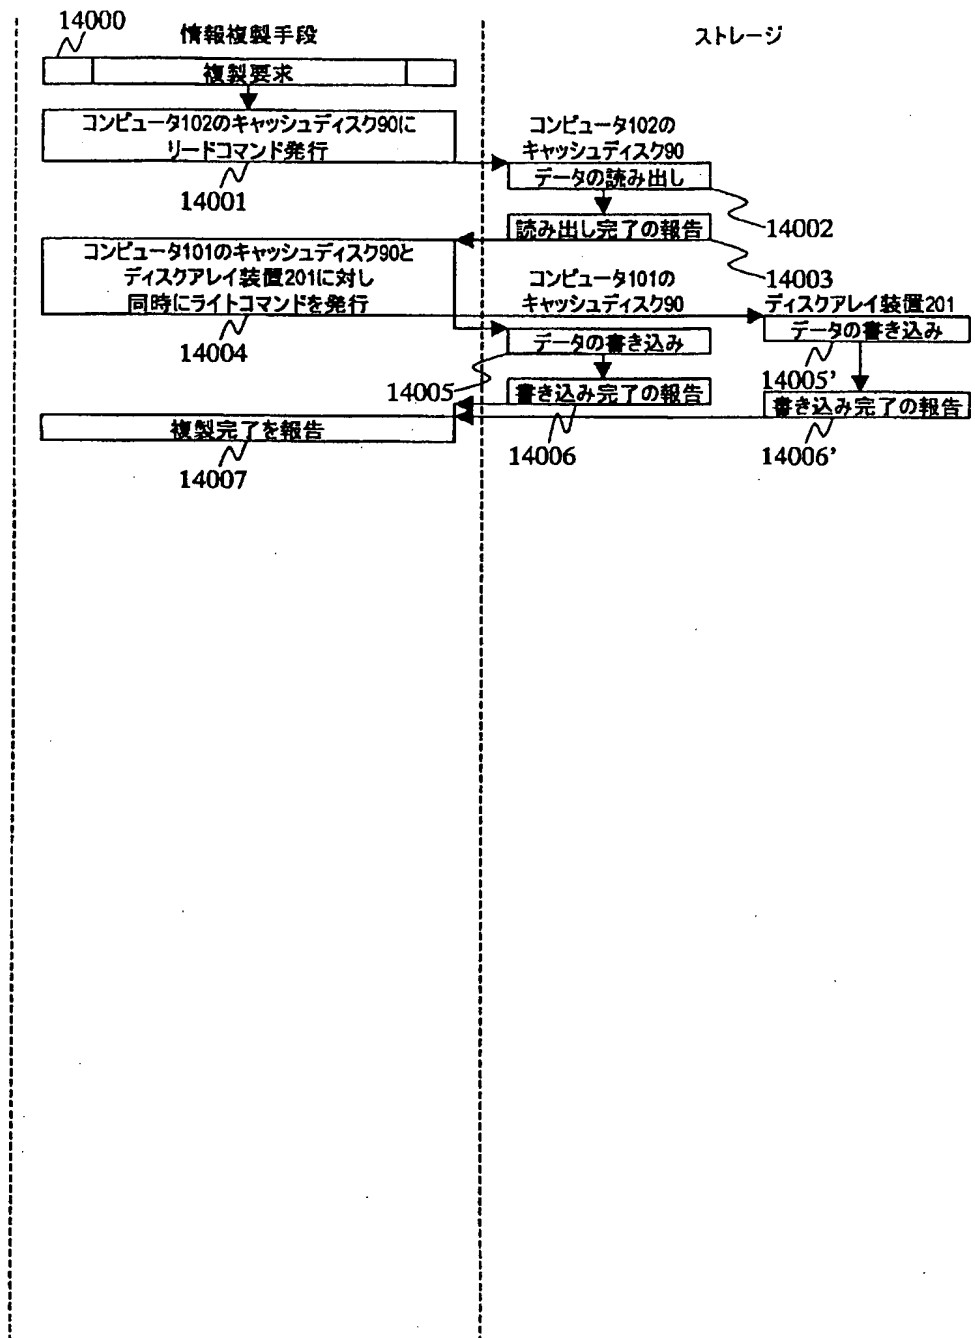 14000
情報複製手段
ストレージ
複製要求
コンピュータ102のキャッシュディスク90に
リードコマンド発行
14001
コンピュータ102の
キャッシュディスク90
データの読み出し
14002
読み出し完了の報告
14003
コンピュータ101のキャッシュディスク90と
ディスクアレイ装置201に対し
同時にライトコマンドを発行
14004
コンピュータ101の
キャッシュディスク90
ディスクアレイ装置201
データの書き込み
14005
データの書き込み
14005'
書き込み完了の報告
14006
書き込み完了の報告
14006'
複製完了を報告
14007